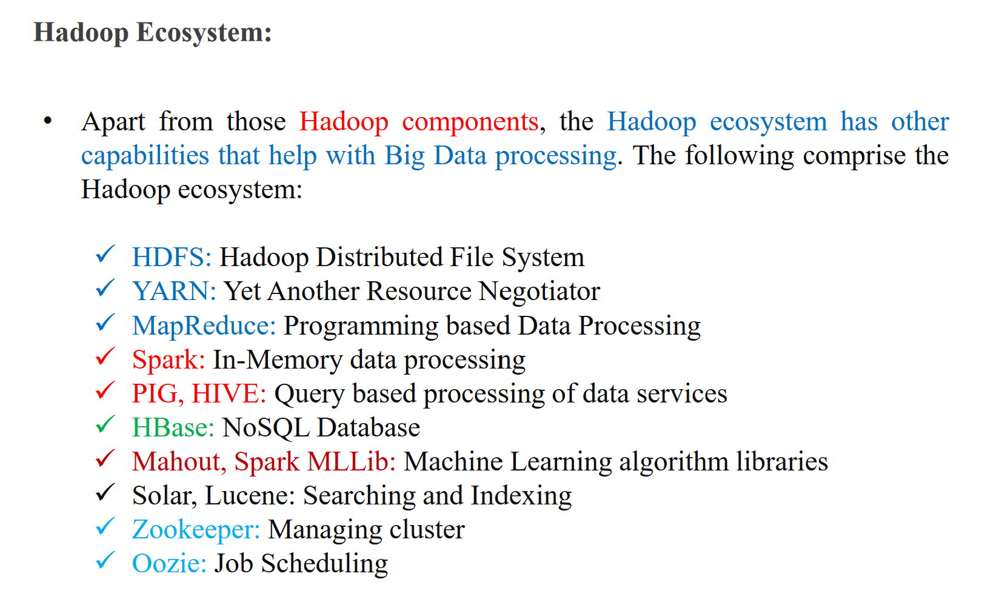 Hadoop Ecosystem:
• Apart from those Hadoop components, the Hadoop ecosystem has other
capabilities that help with Big Data processing. The following comprise the
Hadoop ecosystem:
✓ HDFS: Hadoop Distributed File System
✓ YARN: Yet Another Resource Negotiator
✓ MapReduce: Programming based Data Processing
✓ Spark: In-Memory data processing
✓ PIG, HIVE: Query based processing of data services
✓ HBase: NoSQL Database
✓ Mahout, Spark MLLib: Machine Learning algorithm libraries
✓ Solar, Lucene: Searching and Indexing
✓ Zookeeper: Managing cluster
✓ Oozie: Job Scheduling